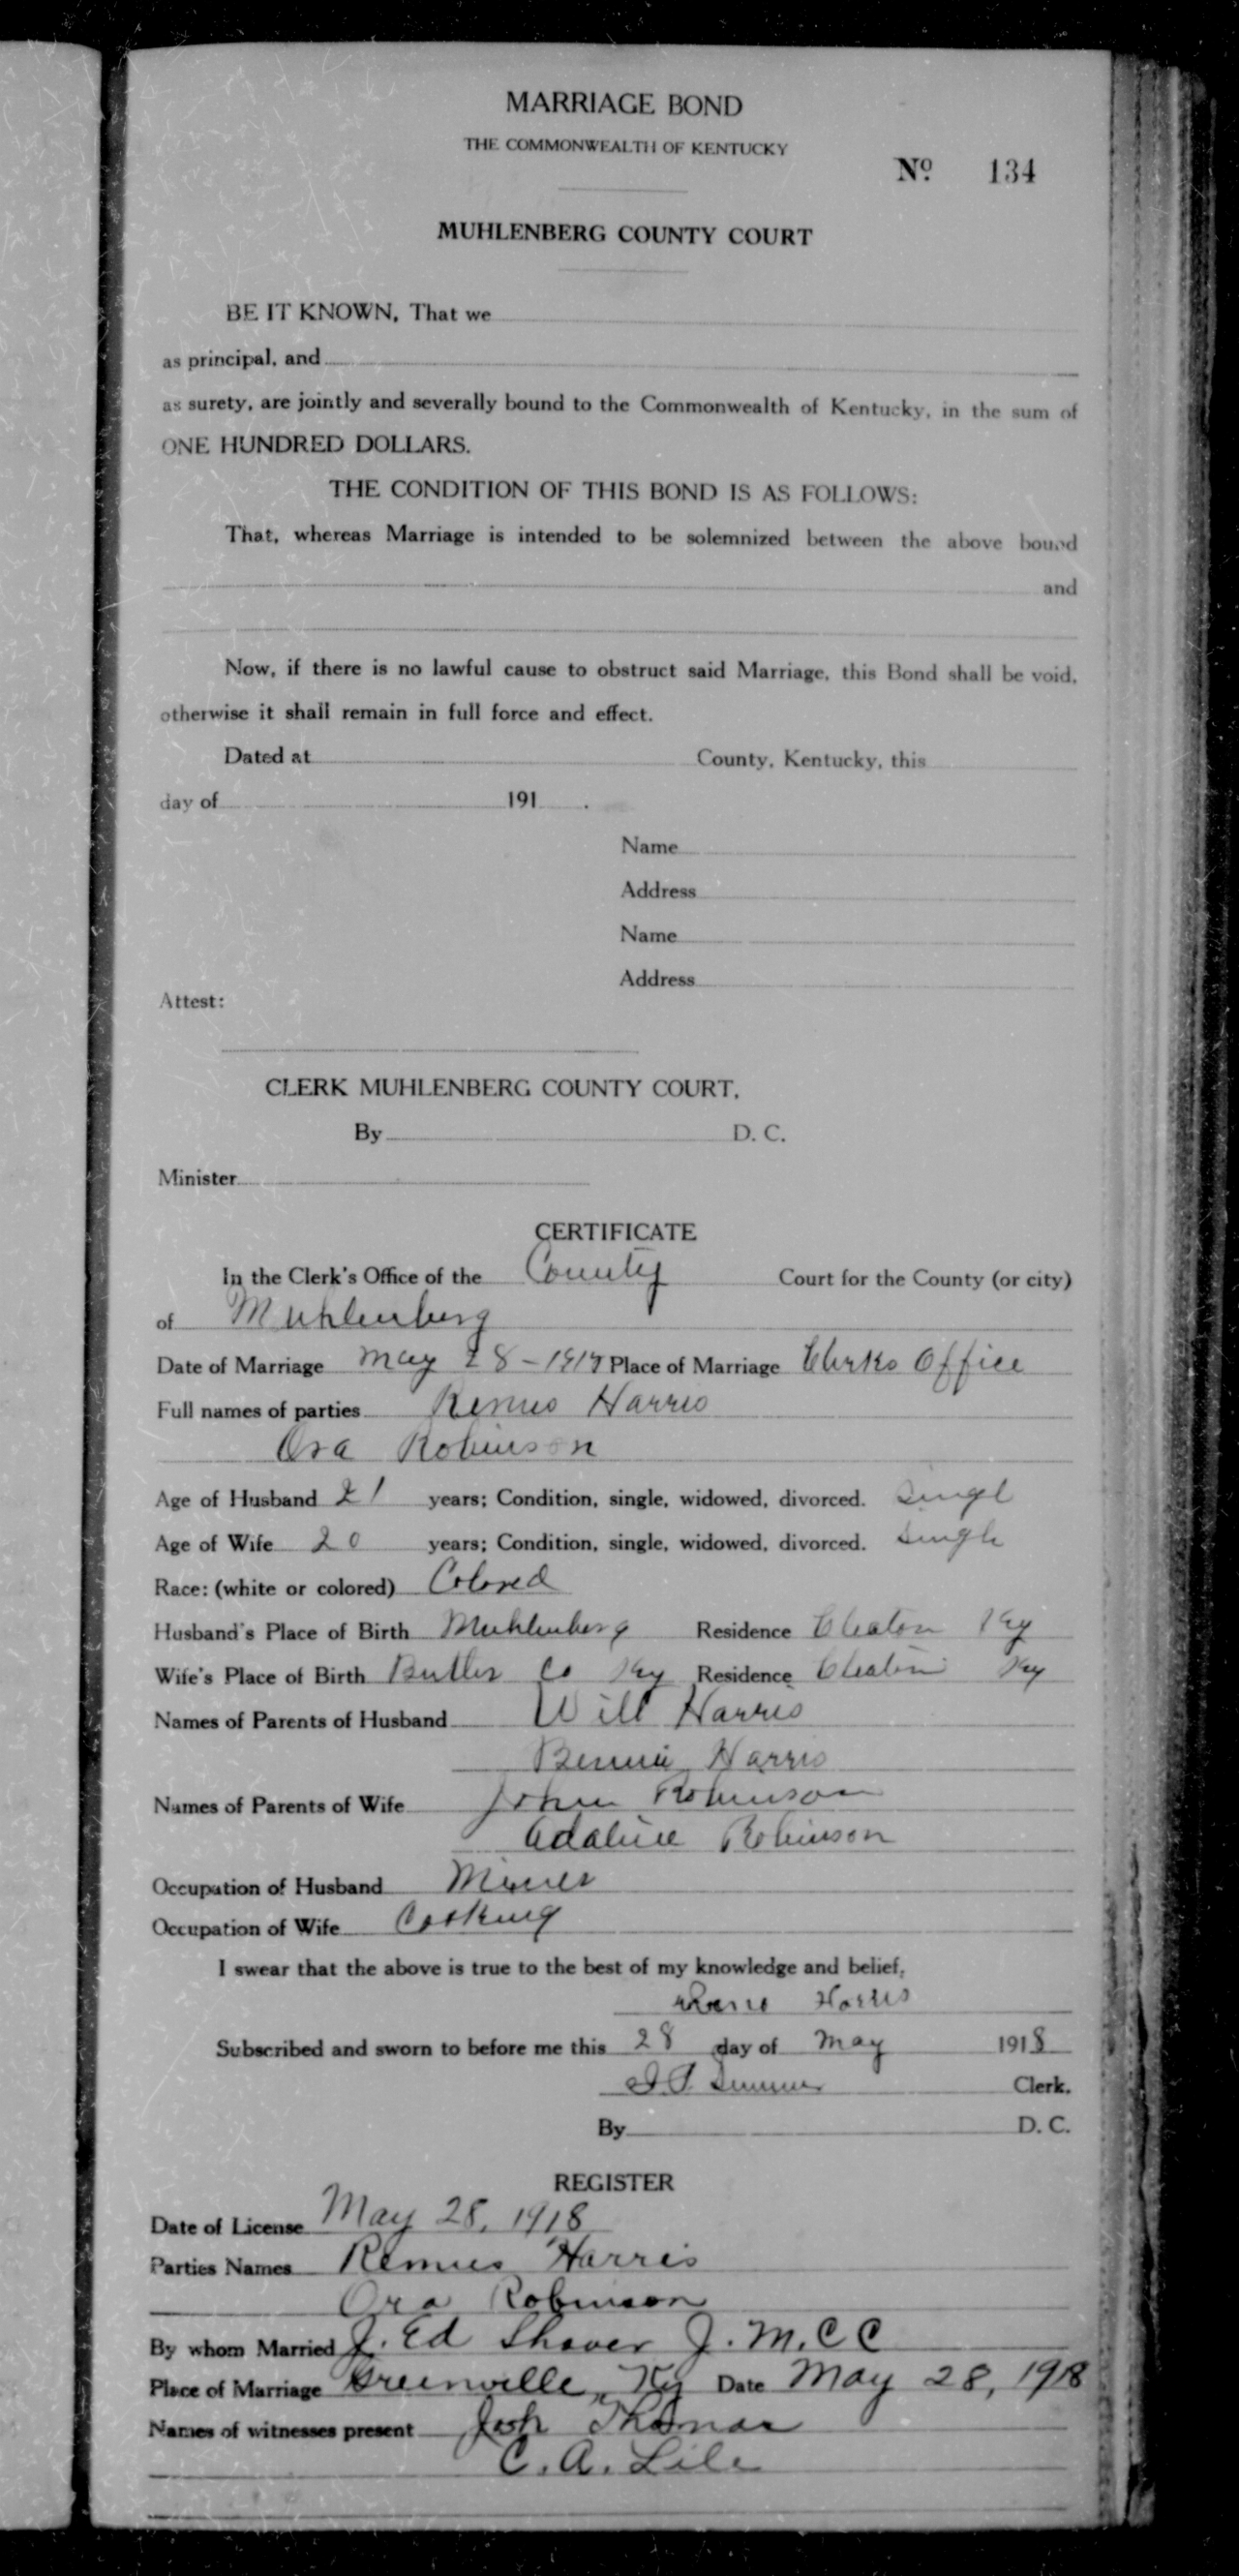 MARRIAGE BOND
THE COMMONWEALTH OF KENTUCKY
No. 134
MUHLENBERG COUNTY COURT
BE IT KNOWN, That we
as principal, and
as surety, are jointly and severally bound to the Commonwealth of Kentucky, in the sum of
ONE HUNDRED DOLLARS.
THE CONDITION OF THIS BOND IS AS FOLLOWS:
That, whereas Marriage is intended to be solemnized between the above bound
and
Now, if there is no lawful cause to obstruct said Marriage, this Bond shall be void,
otherwise it shall remain in full force and effect.
Dated at County, Kentucky, this
day of 191 .
Name
Address
Name
Address
Attest:
CLERK MUHLENBERG COUNTY COURT,
By D. C.
Minister
CERTIFICATE
In the Clerk's Office of the County Court for the County (or city)
of Muhlenberg
Date of Marriage May 28 - Place of Marriage Clerks Office
Full names of parties Remus Harris
Ora Robinson
Age of Husband 21 years; Condition, single, widowed, divorced. Singl
Age of Wife 20 years; Condition, single, widowed, divorced. Single
Race: (white or colored) Colored
Husband's Place of Birth Muhlenberg Residence Cleaton Ky
Wife's Place of Birth Butler Co Ky Residence Cleaton Ky
Names of Parents of Husband Will Harris
Harris
Names of Parents of Wife John Robinson
Adaline Robinson
Occupation of Husband Miner
Occupation of Wife Cooking
I swear that the above is true to the best of my knowledge and belief.
Harris
Subscribed and sworn to before me this 28 day of May 1918
Clerk.
By D. C.
REGISTER
Date of License May 28, 1918
Parties Names Remus Harris
Ora Robinson
By whom Married J. Ed Shaver J. M. C C
Place of Marriage Greenville, Ky Date May 28, 1918
Names of witnesses present Josh Thomas
C. A. Lile